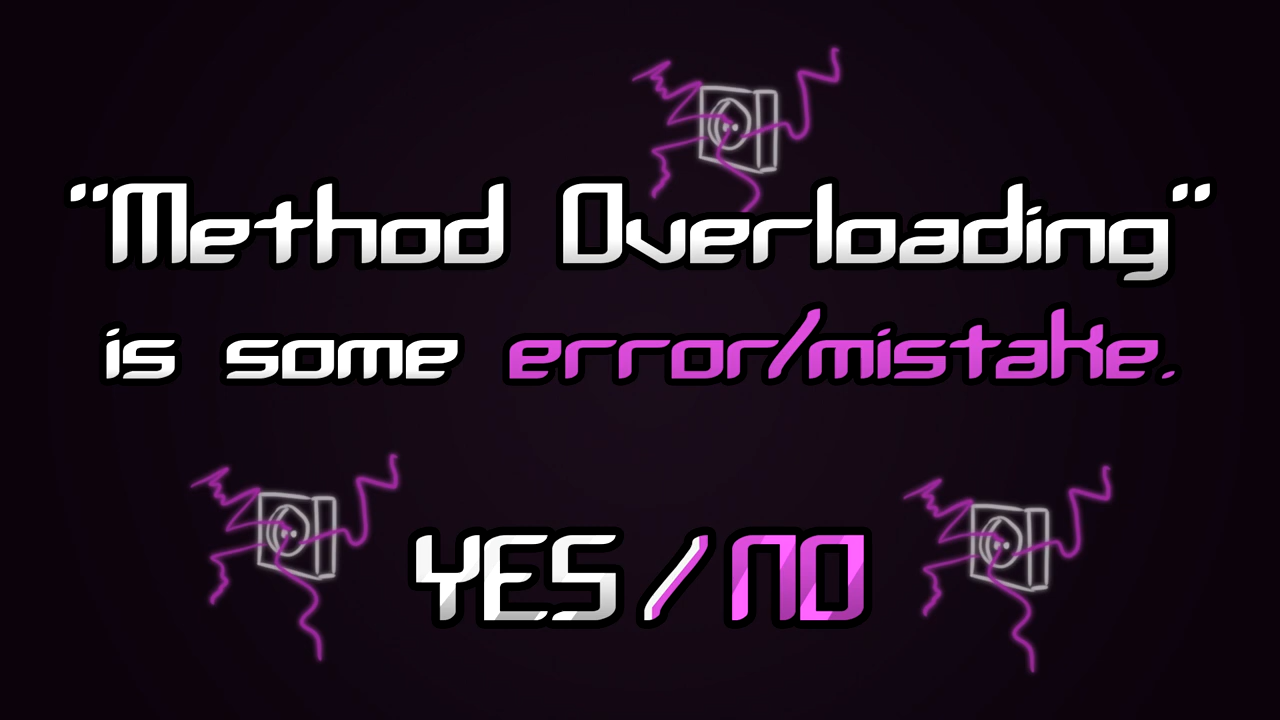 "Method Overloading"
is some error/mistake.
YES / NO